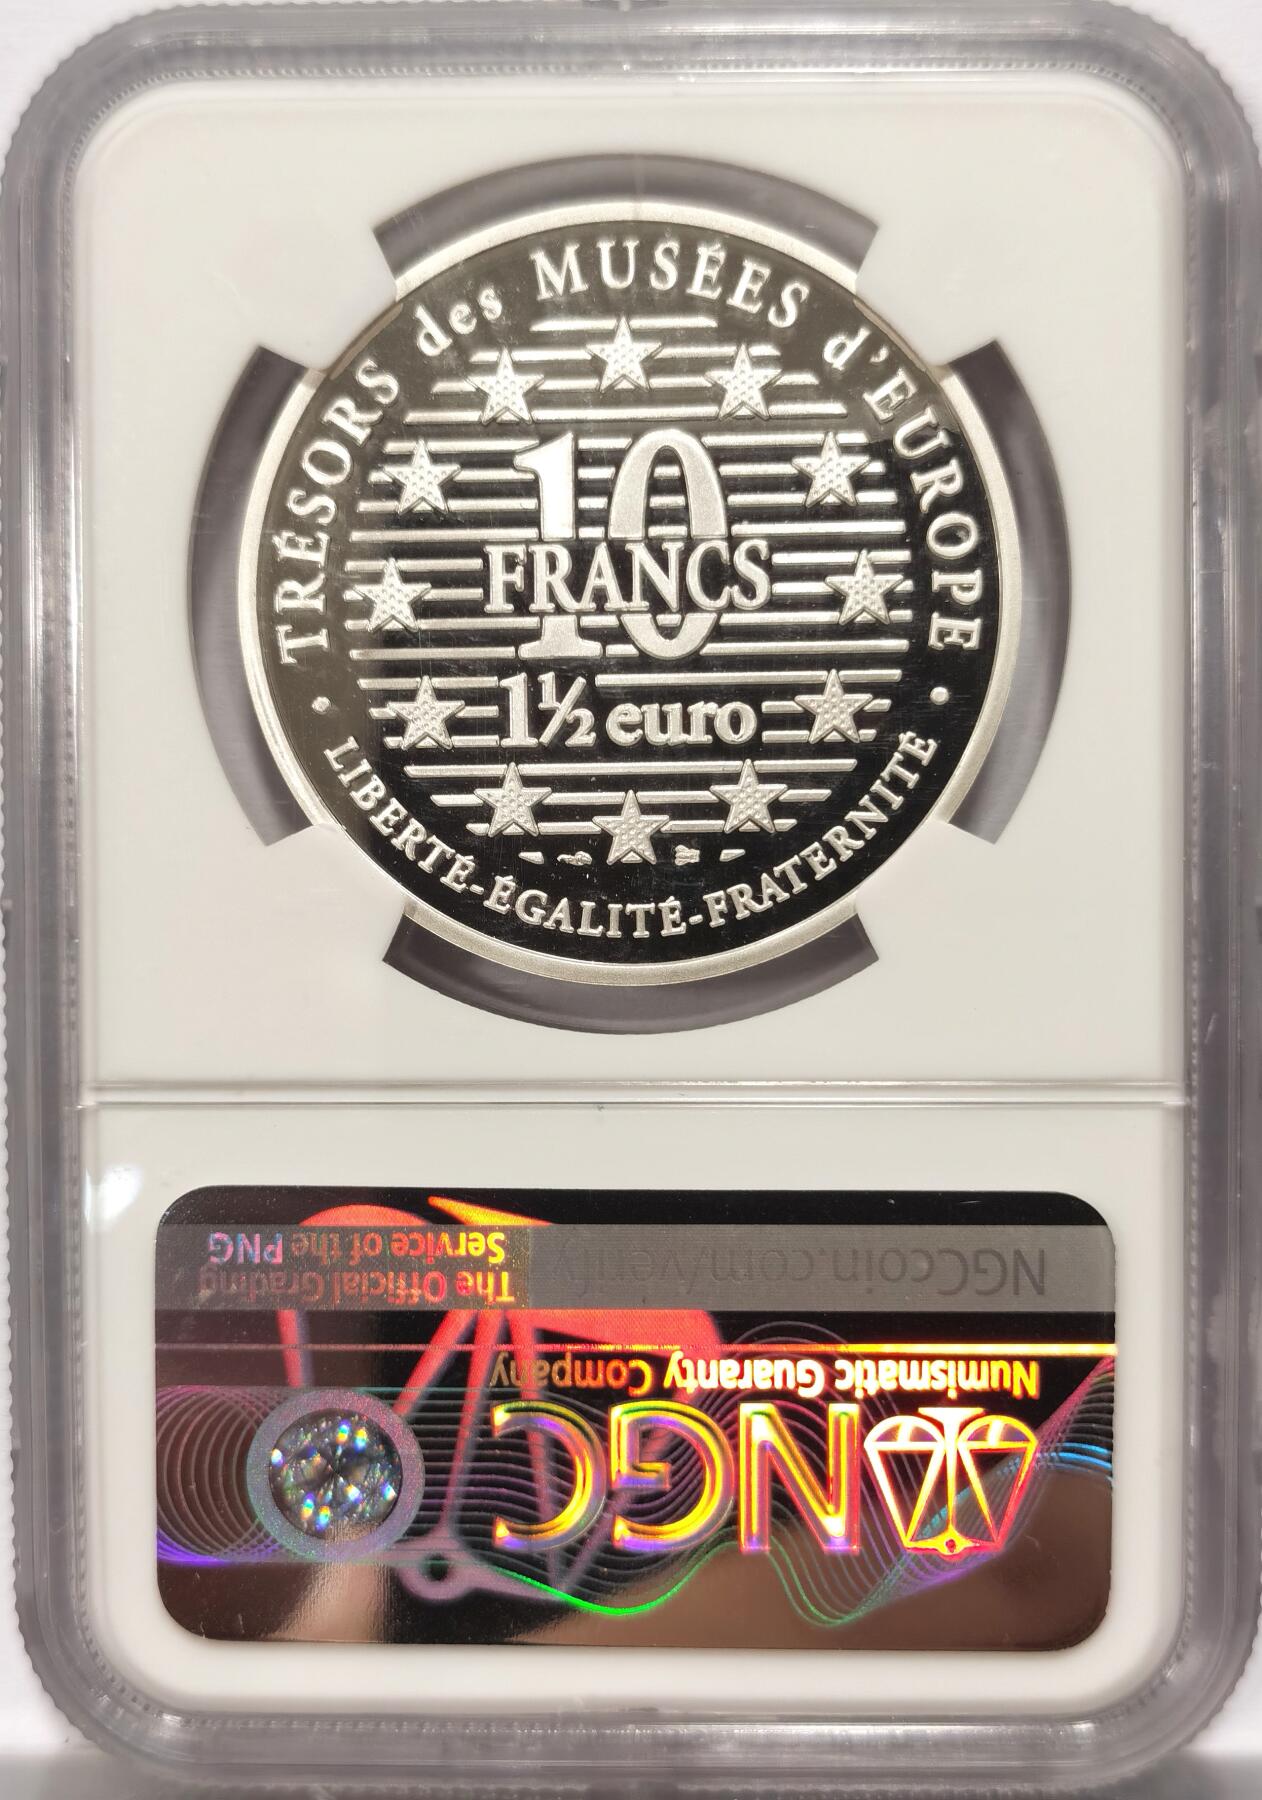 TRÉSORS des MUSÉES d'EUROPE
10
FRANCS
1½ euro
LIBERTÉ-ÉGALITÉ-FRATERNITÉ
NGCcoin.com/verify
The Official Grading
Service of the PNG
NGC
Numismatic Guaranty Company